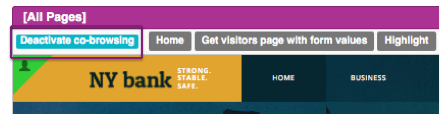 [All Pages]
Deactivate co-browsing Home Get visitors page with form values Highlight
NY bank STRONG. STABLE. SAFE. HOME BUSINESS